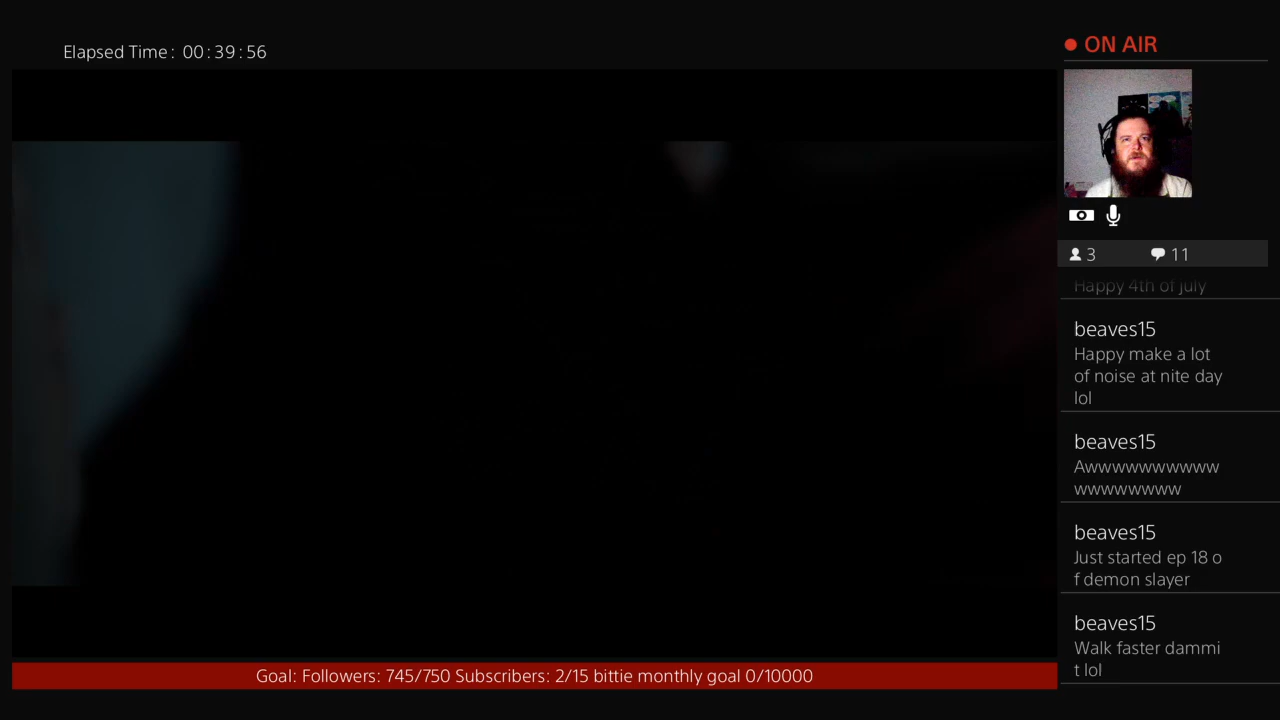 Elapsed Time: 00:39:56
ON AIR
3
11
Happy 4th of july
beaves15
Happy make a lot
of noise at nite day
lol
beaves15
Awwwwwwwwww
wwwwwwwww
beaves15
Just started ep 18 o
f demon slayer
beaves15
Walk faster dammi
t lol
Goal: Followers: 745/750 Subscribers: 2/15 bittie monthly goal 0/10000